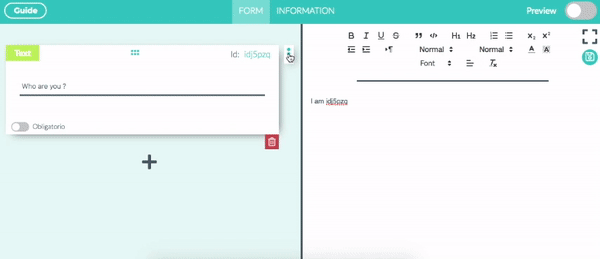 Guide
FORM INFORMATION
Preview
Text
Id: idj5pzq
Who are you ?
Obligatorio
B I U S H1 H2 x₂ x²
Normal Normal A A
Font
I am idj5pzq